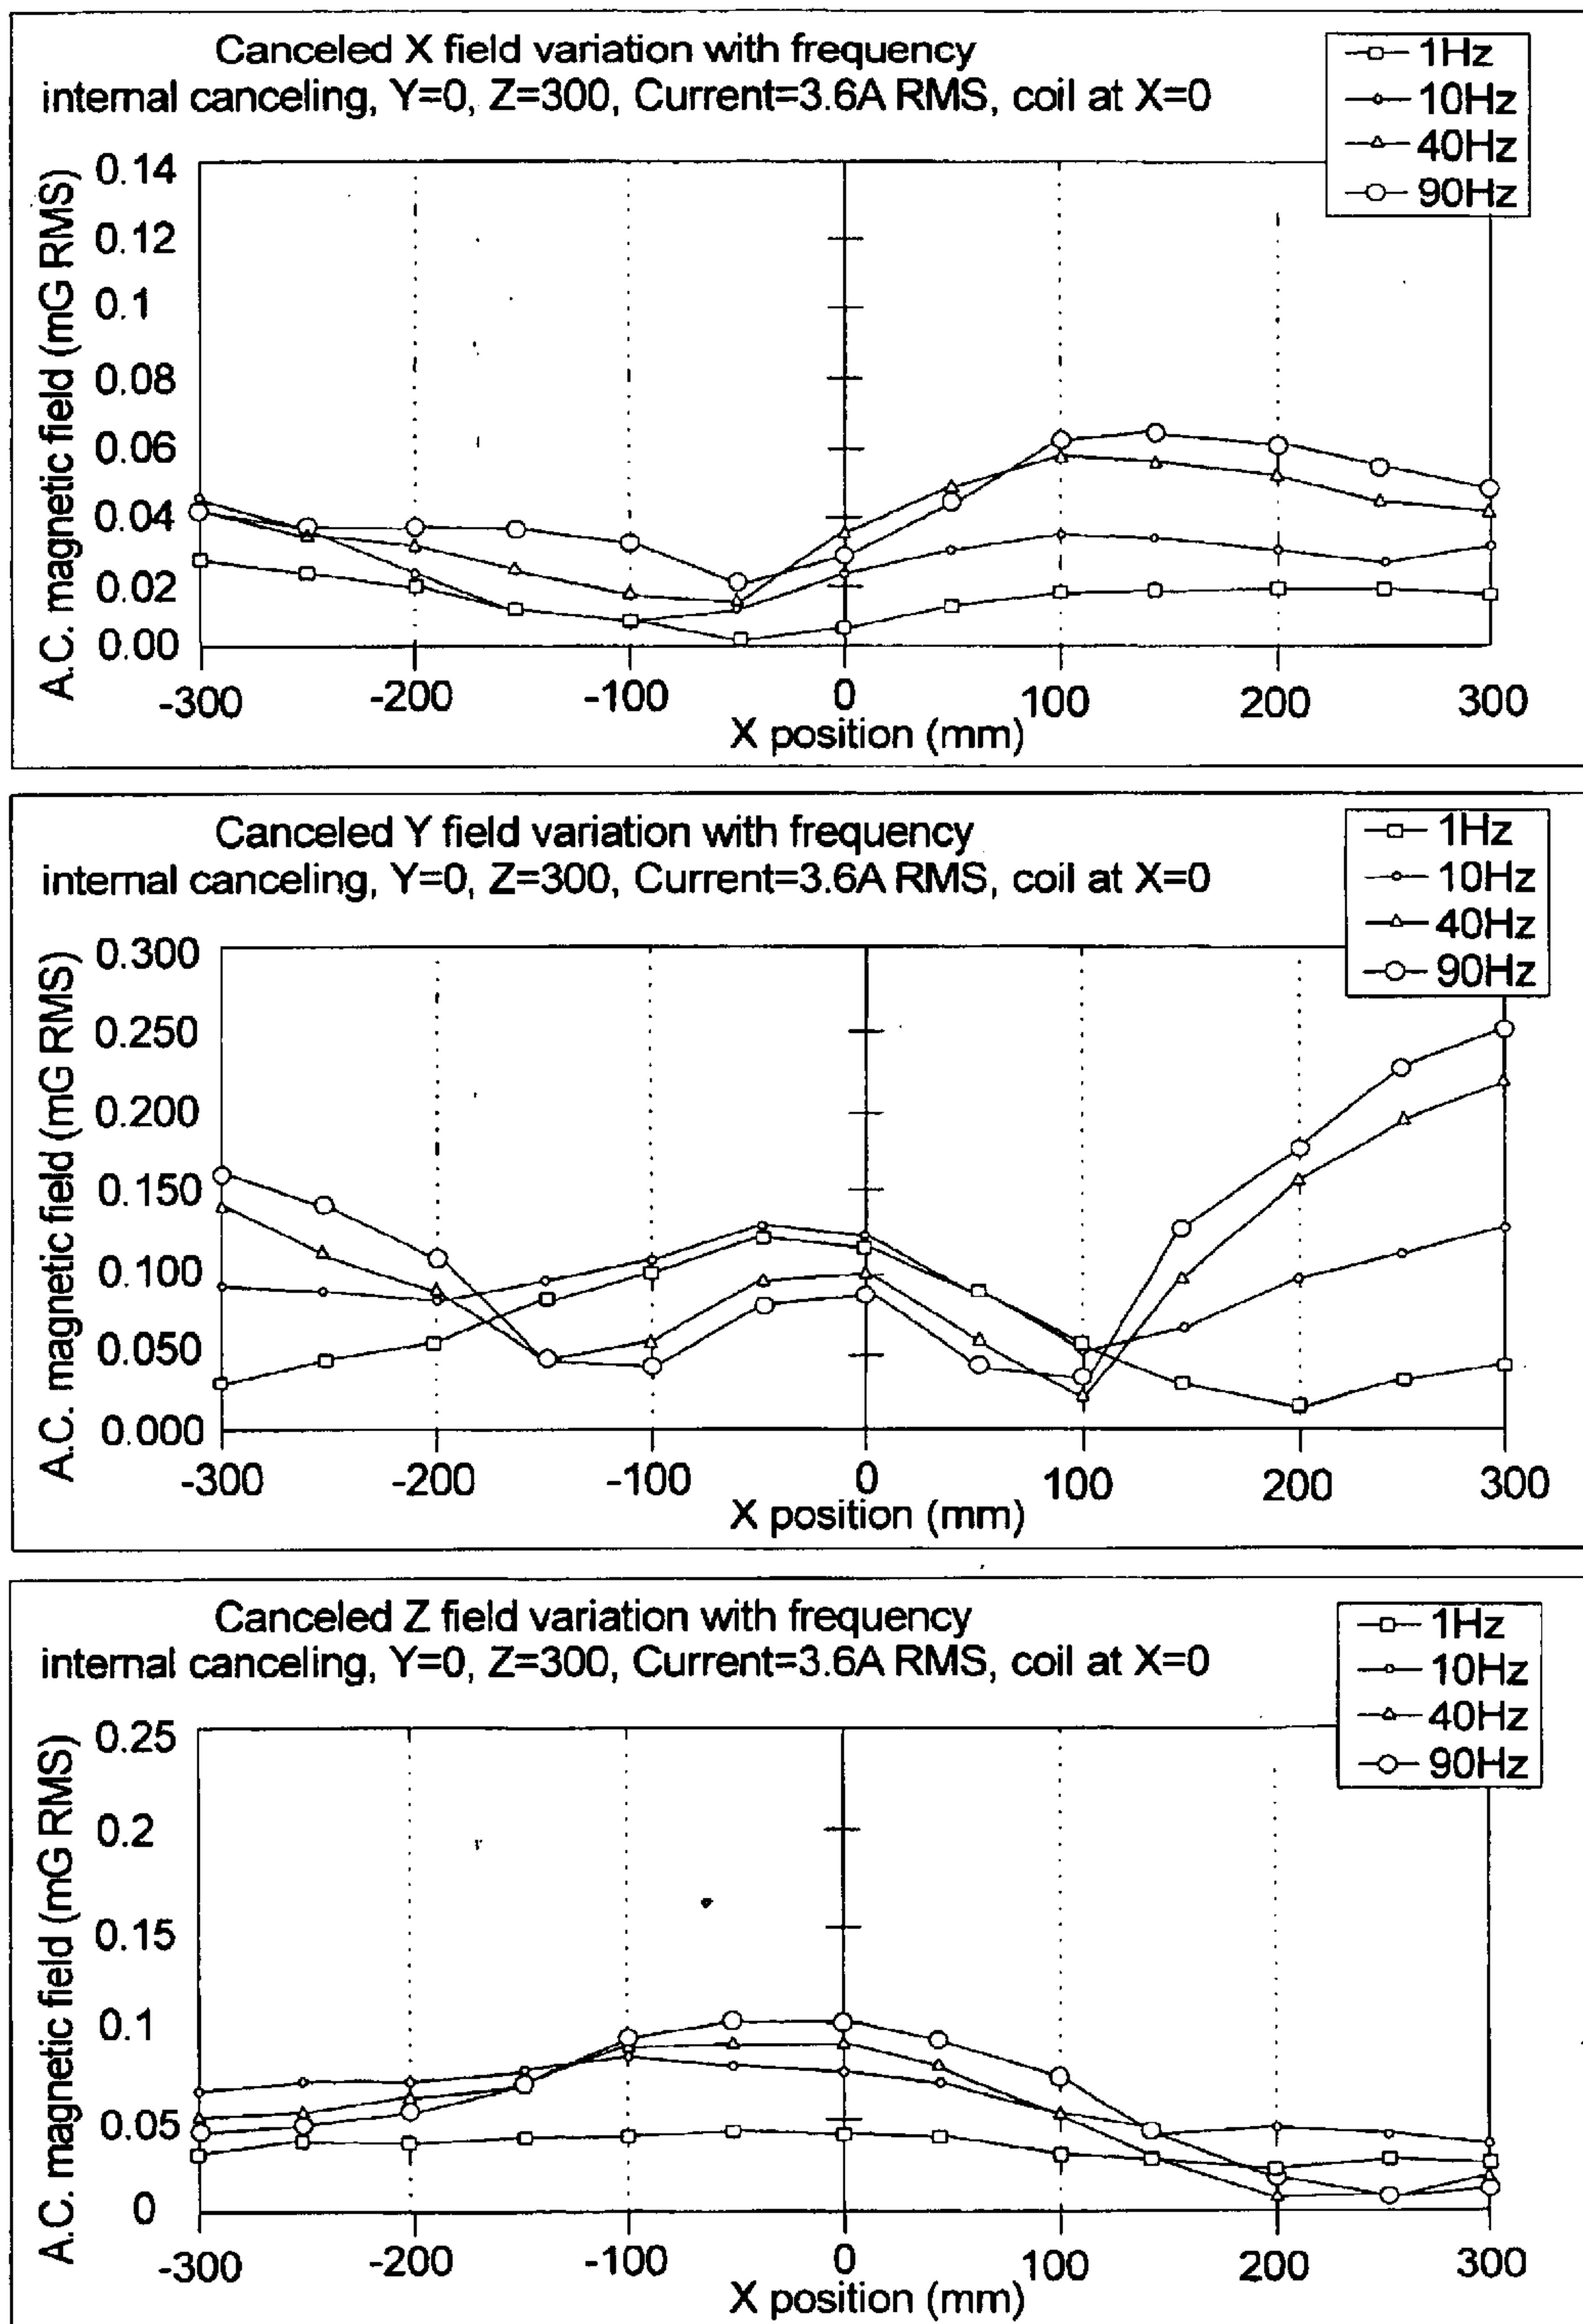 Canceled X field variation with frequency
internal canceling, Y=0, Z=300, Current=3.6A RMS, coil at X=0
1Hz
10Hz
40Hz
90Hz
A.C. magnetic field (mG RMS)
0.14
0.12
0.1
0.08
0.06
0.04
0.02
0.00
-300 -200 -100 0 100 200 300
X position (mm)
Canceled Y field variation with frequency
internal canceling, Y=0, Z=300, Current=3.6A RMS, coil at X=0
1Hz
10Hz
40Hz
90Hz
A.C. magnetic field (mG RMS)
0.300
0.250
0.200
0.150
0.100
0.050
0.000
-300 -200 -100 0 100 200 300
X position (mm)
Canceled Z field variation with frequency
internal canceling, Y=0, Z=300, Current=3.6A RMS, coil at X=0
1Hz
10Hz
40Hz
90Hz
A.C. magnetic field (mG RMS)
0.25
0.2
0.15
0.1
0.05
0
-300 -200 -100 0 100 200 300
X position (mm)